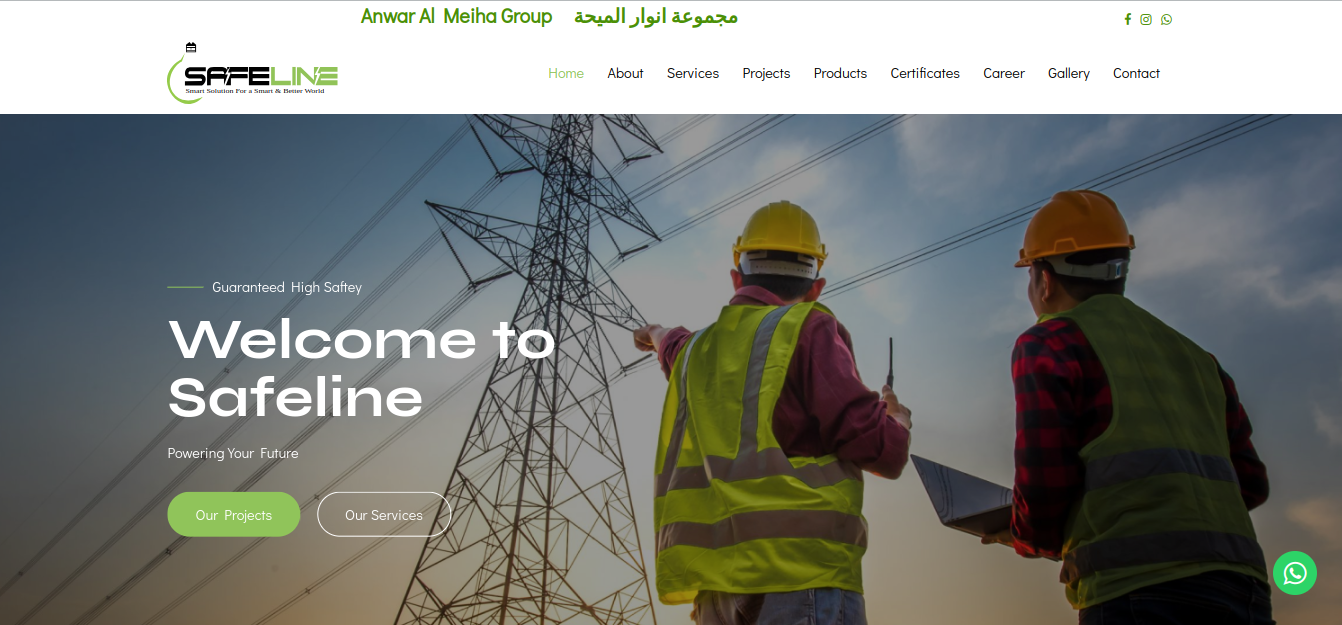 Anwar Al Meiha Group مجموعة انوار الميحة
SAFELINE
Smart Solution For a Smart & Better World
Home About Services Projects Products Certificates Career Gallery Contact
Guaranteed High Saftey
Welcome to
Safeline
Powering Your Future
Our Projects Our Services